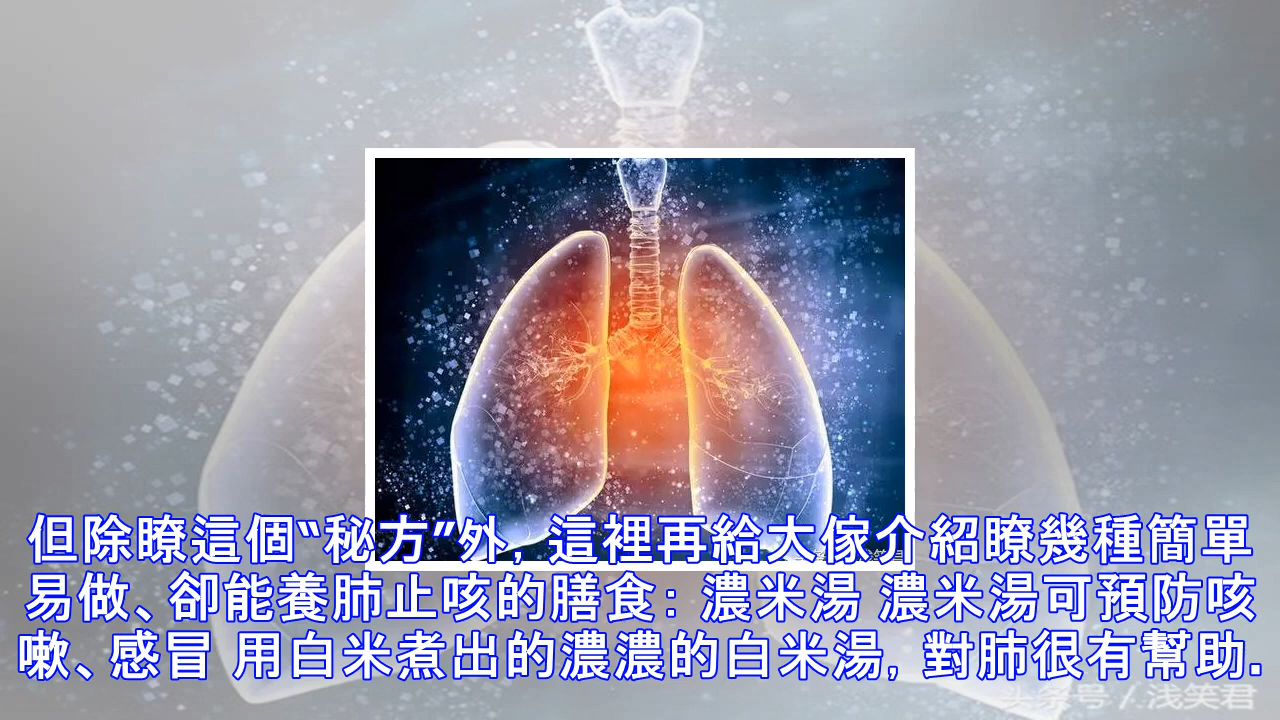 但除瞭這個“秘方”外, 這裡再給大傢介紹瞭幾種簡單
易做、卻能養肺止咳的膳食: 濃米湯 濃米湯可預防咳
嗽、感冒 用白米煮出的濃濃的白米湯, 對肺很有幫助.
头条号 / 浅笑君